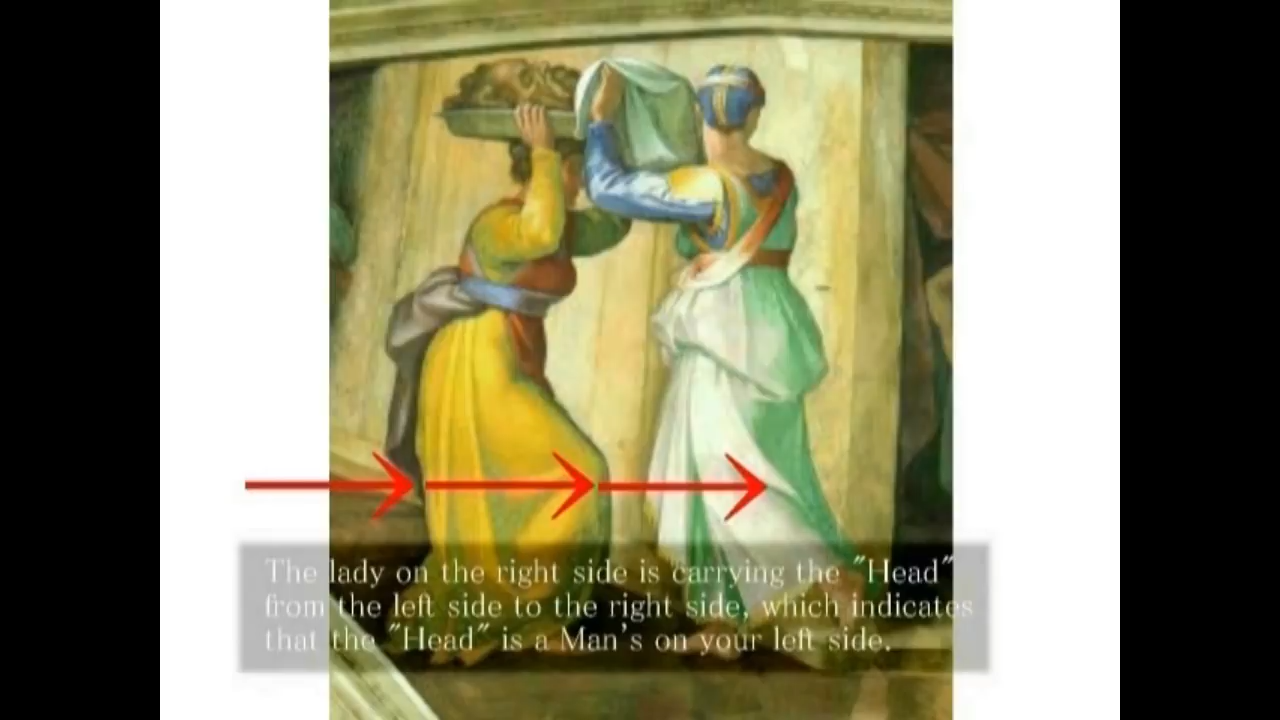 The lady on the right side is carrying the "Head"
from the left side to the right side, which indicates
that the "Head" is a Man's on your left side.